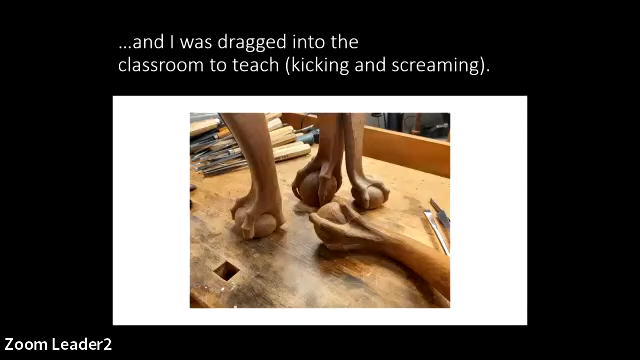 ...and I was dragged into the
classroom to teach (kicking and screaming).
Zoom Leader2